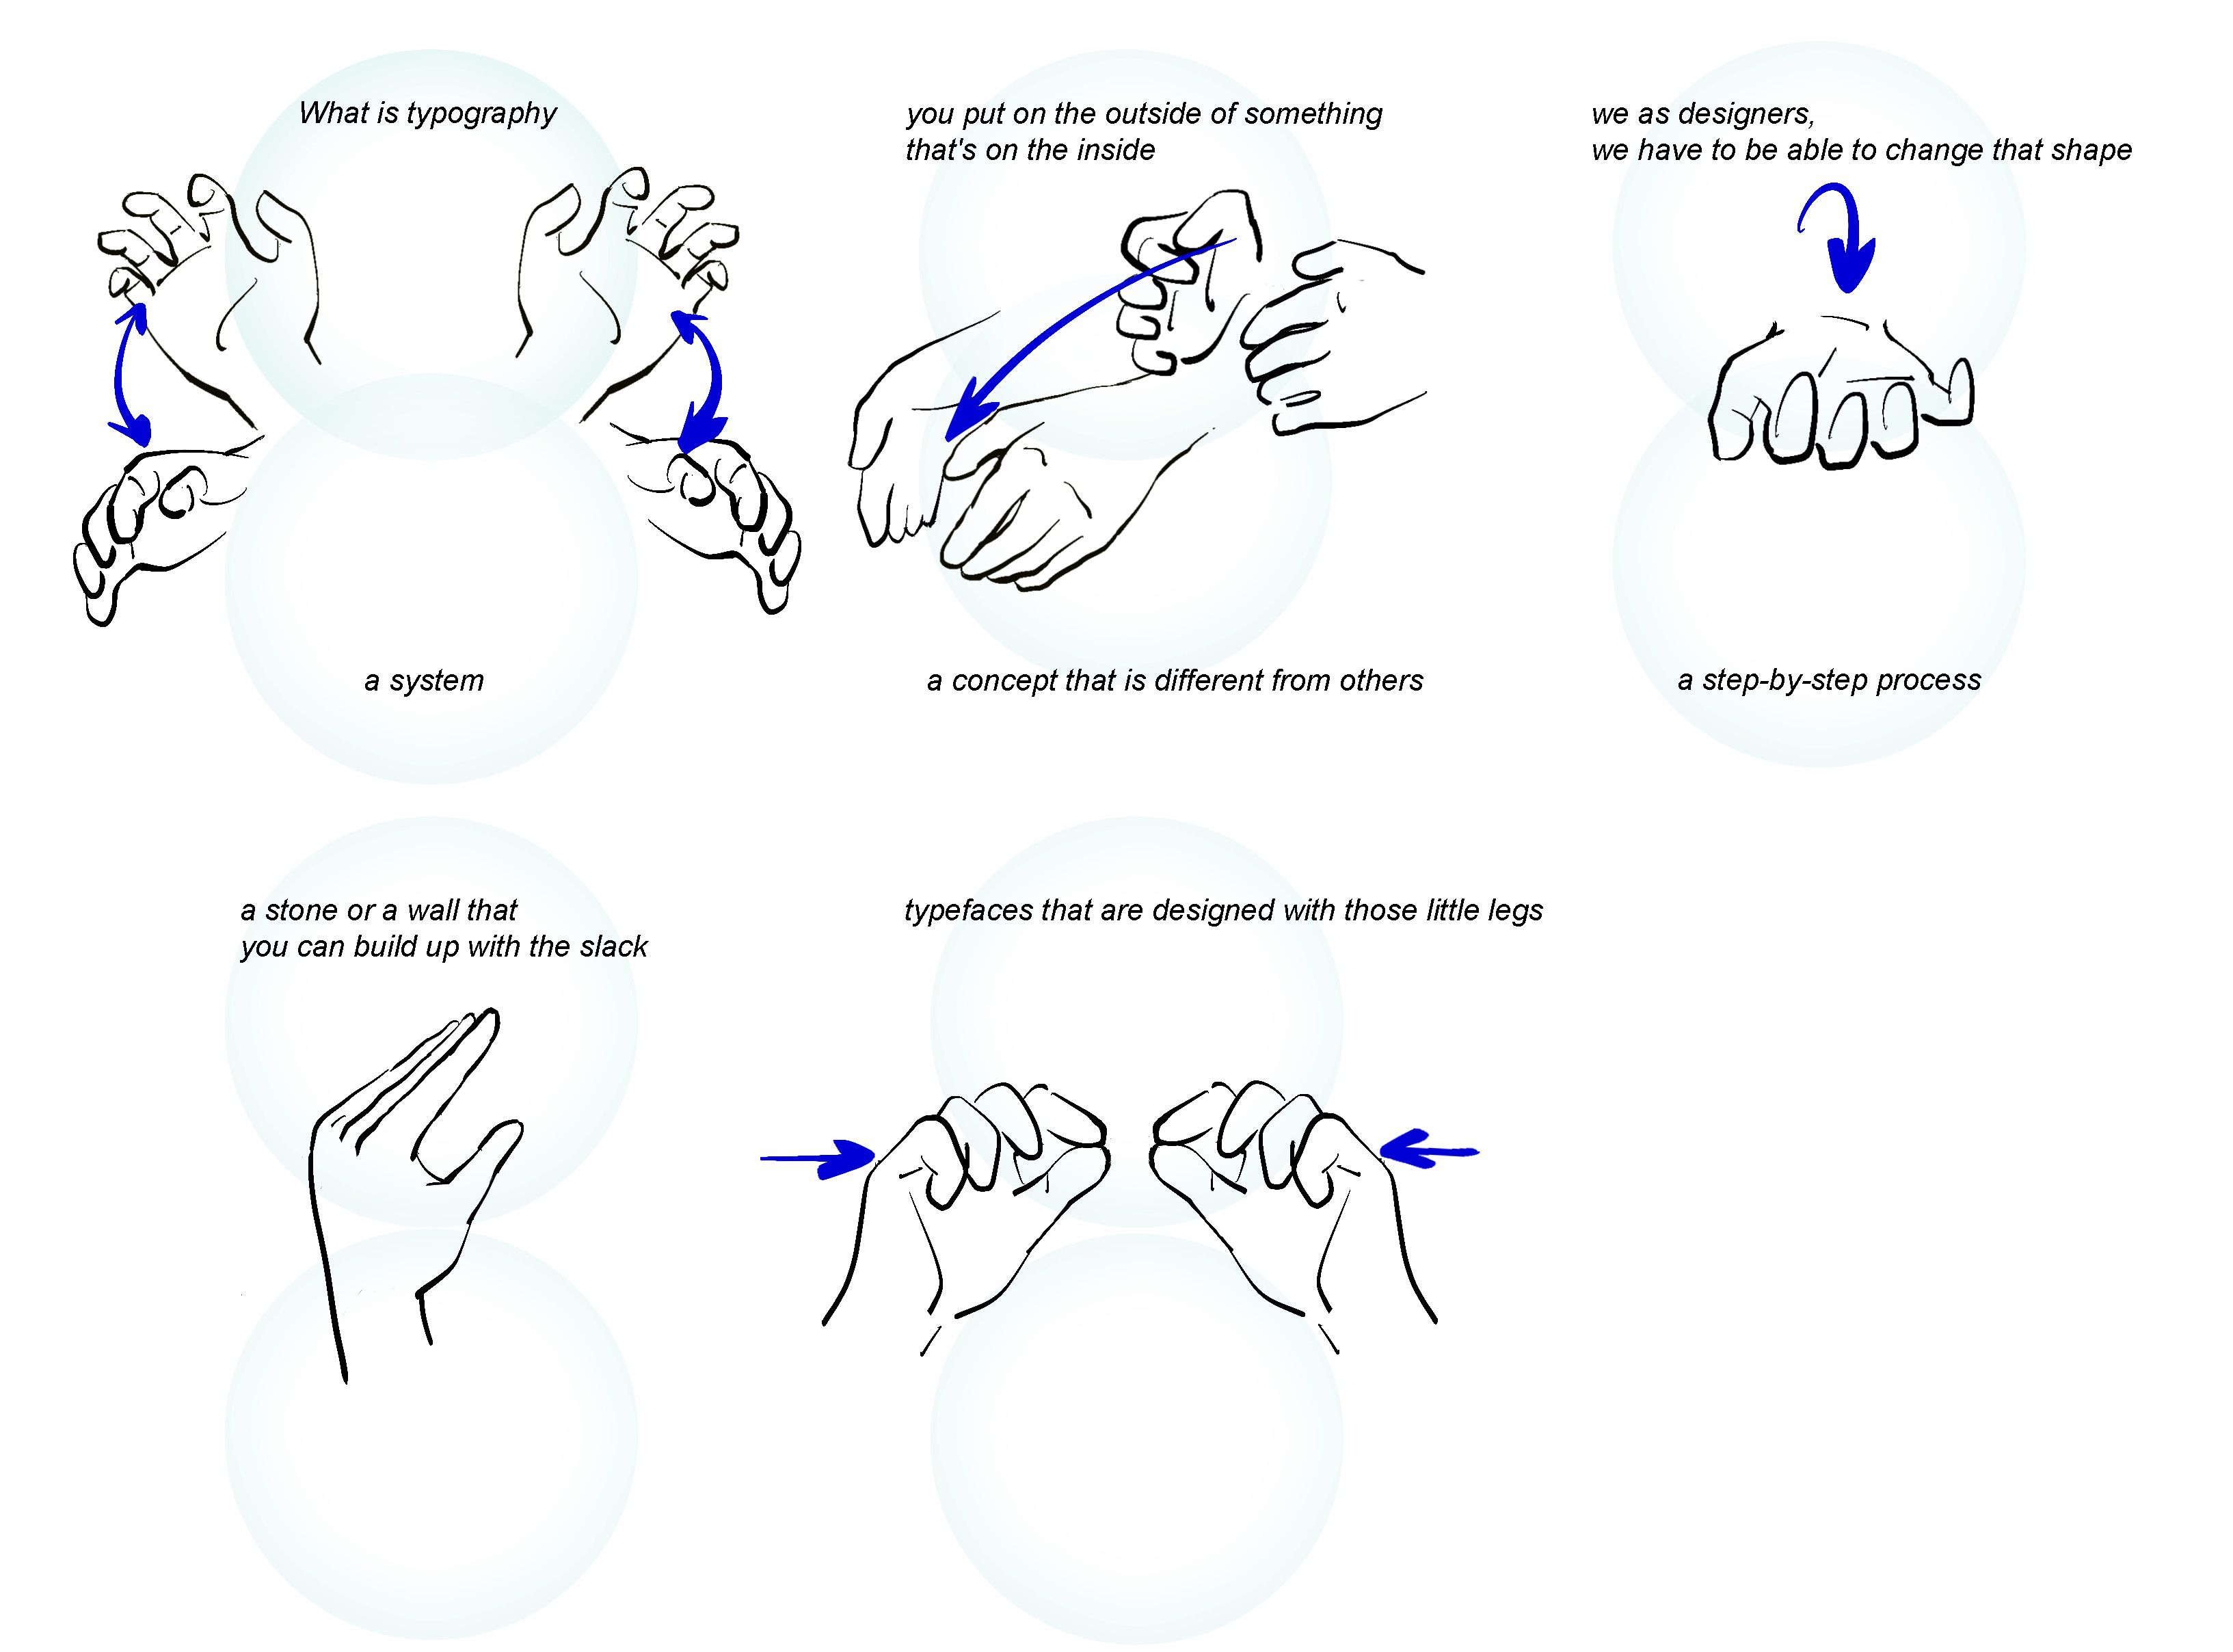 What is typography
a system
you put on the outside of something
that's on the inside
a concept that is different from others
we as designers,
we have to be able to change that shape
a step-by-step process
a stone or a wall that
you can build up with the slack
typefaces that are designed with those little legs